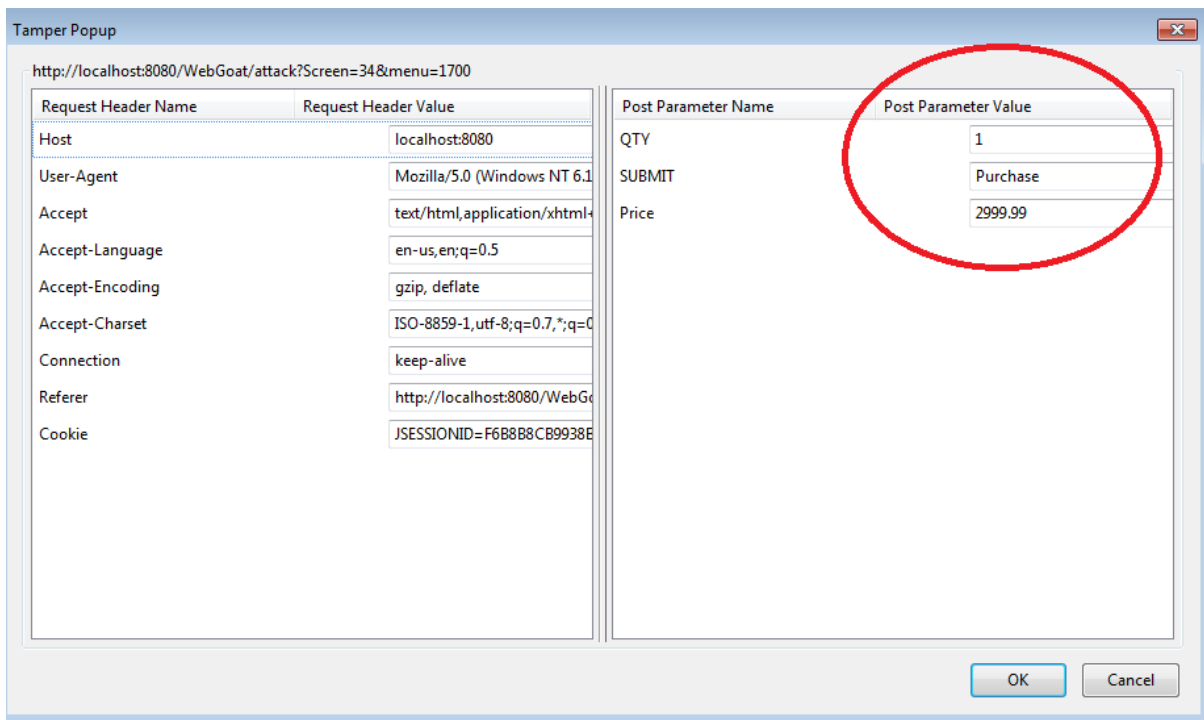 Tamper Popup
http://localhost:8080/WebGoat/attack?Screen=34&menu=1700
Request Header Name Request Header Value
Host localhost:8080
User-Agent Mozilla/5.0 (Windows NT 6.1
Accept text/html,application/xhtml+
Accept-Language en-us,en;q=0.5
Accept-Encoding gzip, deflate
Accept-Charset ISO-8859-1,utf-8;q=0.7,*;q=0
Connection keep-alive
Referer http://localhost:8080/WebGo
Cookie JSESSIONID=F6B8B8CB9938E
Post Parameter Name Post Parameter Value
QTY 1
SUBMIT Purchase
Price 2999.99
OK Cancel